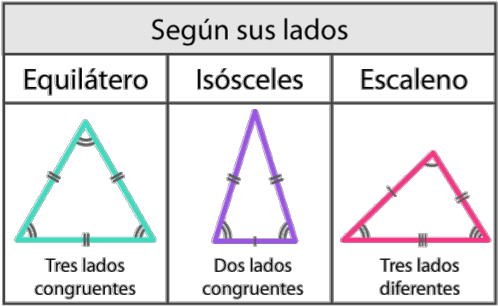 Según sus lados
Equilátero
Isósceles
Escaleno
Tres lados
congruentes
Dos lados
congruentes
Tres lados
diferentes